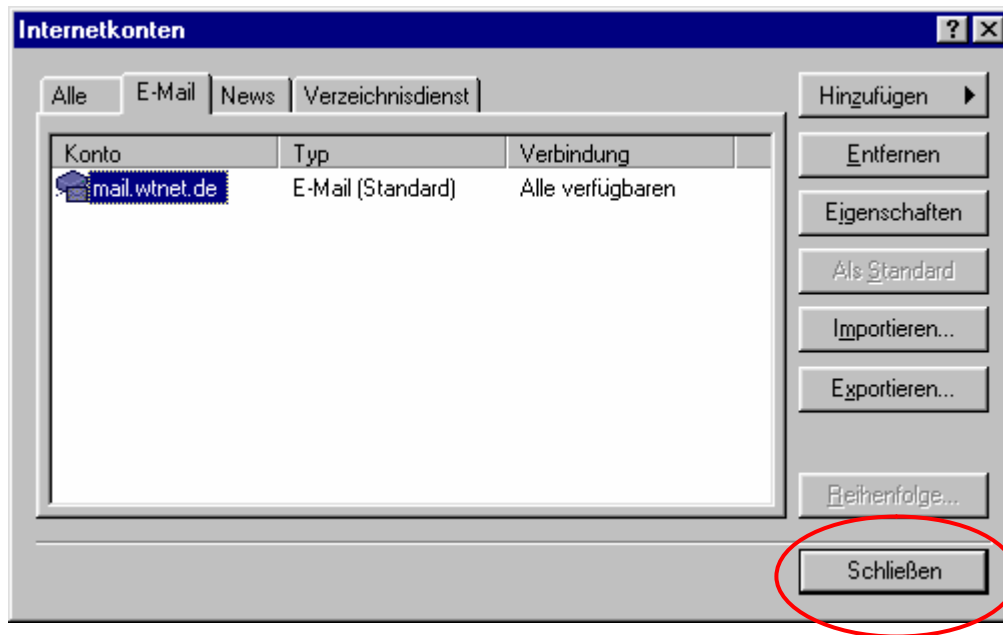 Internetkonten
Alle E-Mail News Verzeichnisdienst
Konto Typ Verbindung
mail.wtnet.de E-Mail (Standard) Alle verfügbaren
Hinzufügen
Entfernen
Eigenschaften
Als Standard
Importieren...
Exportieren...
Reihenfolge...
Schließen